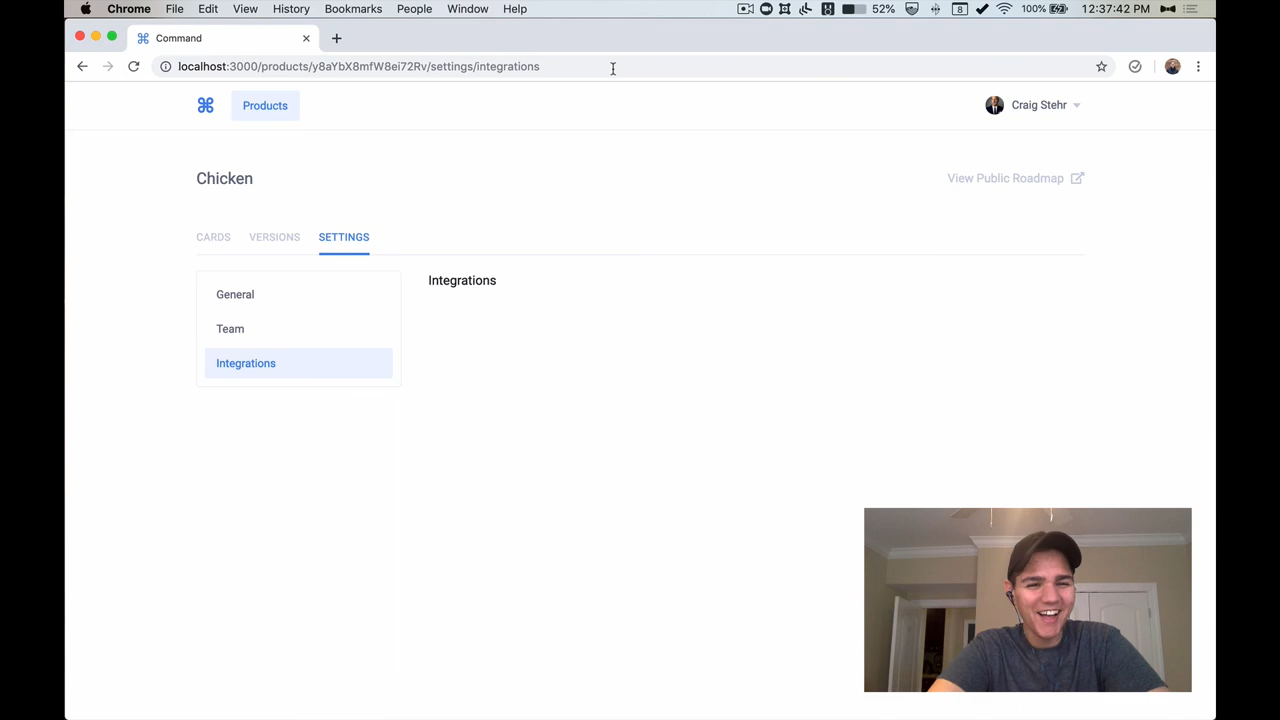 Chrome File Edit View History Bookmarks People Window Help 52% 8 100% 12:37:42 PM
Command
localhost:3000/products/y8aYbX8mfW8ei72Rv/settings/integrations
Products Craig Stehr
Chicken View Public Roadmap
CARDS VERSIONS SETTINGS
General
Team
Integrations
Integrations